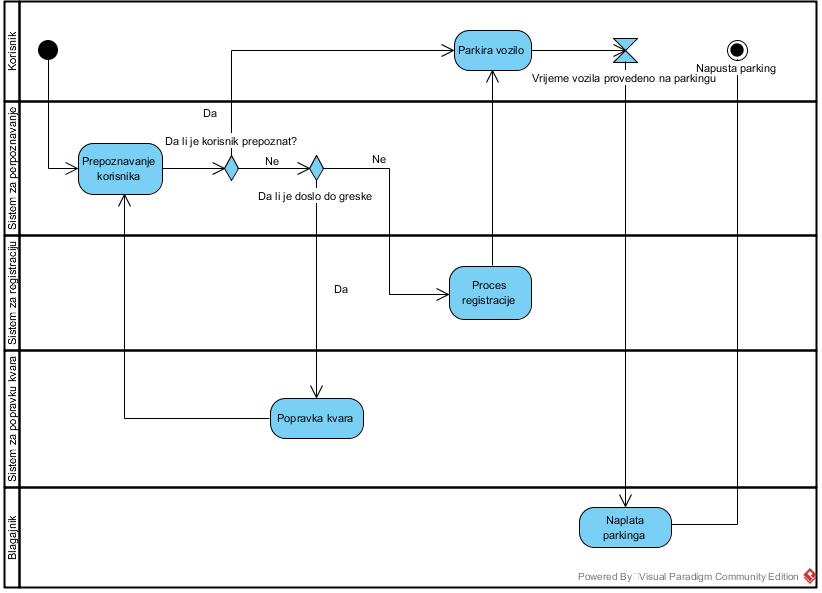 Korisnik
Parkira vozilo
Napusta parking
Vrijeme vozila provedeno na parkingu
Sistem za perpoznavanje
Da
Da li je korisnik prepoznat?
Prepoznavanje
korisnika
Ne
Ne
Da li je doslo do greske
Sistem za registraciju
Da
Proces
registracije
Sistem za popravku kvara
Popravka kvara
Blagajnik
Naplata
parkinga
Powered By Visual Paradigm Community Edition